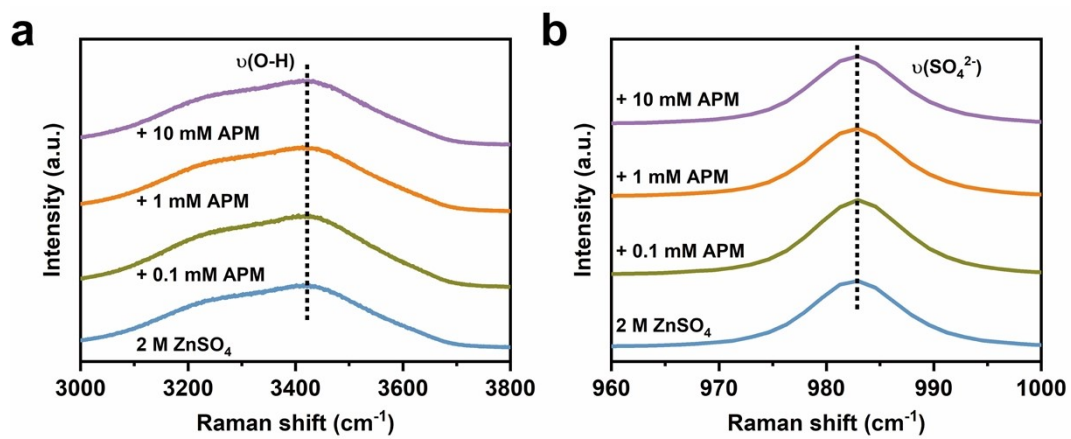 a
υ(O-H)
+ 10 mM APM
+ 1 mM APM
+ 0.1 mM APM
2 M ZnSO₄
Intensity (a.u.)
3000 3200 3400 3600 3800
Raman shift (cm⁻¹)
b
υ(SO₄²⁻)
+ 10 mM APM
+ 1 mM APM
+ 0.1 mM APM
2 M ZnSO₄
Intensity (a.u.)
960 970 980 990 1000
Raman shift (cm⁻¹)